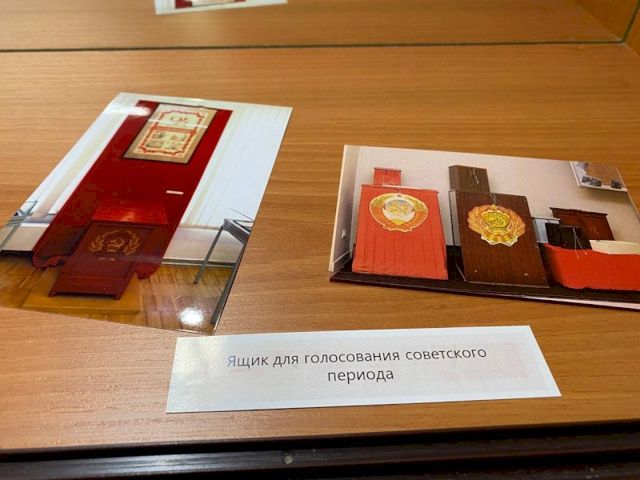 Ящик для голосования советского
периода